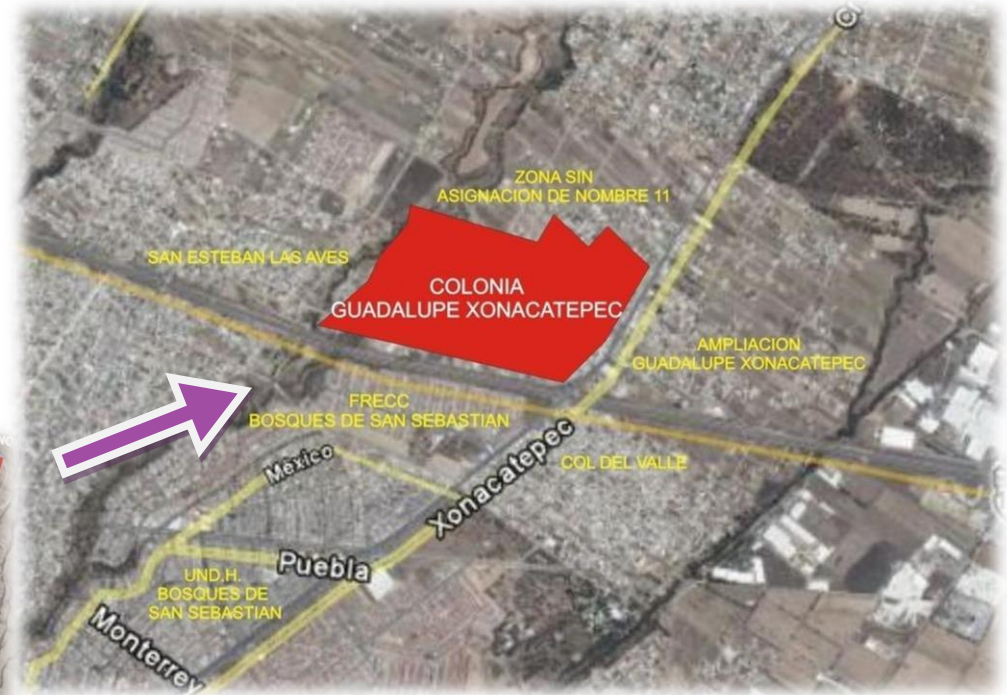 ZONA SIN
ASIGNACION DE NOMBRE 11
SAN ESTEBAN LAS AVES
COLONIA
GUADALUPE XONACATEPEC
AMPLIACION
GUADALUPE XONACATEPEC
FRECC
BOSQUES DE SAN SEBASTIAN
COL DEL VALLE
México
Xonacatepec
Puebla
UND.H.
BOSQUES DE
SAN SEBASTIAN
Monterrey